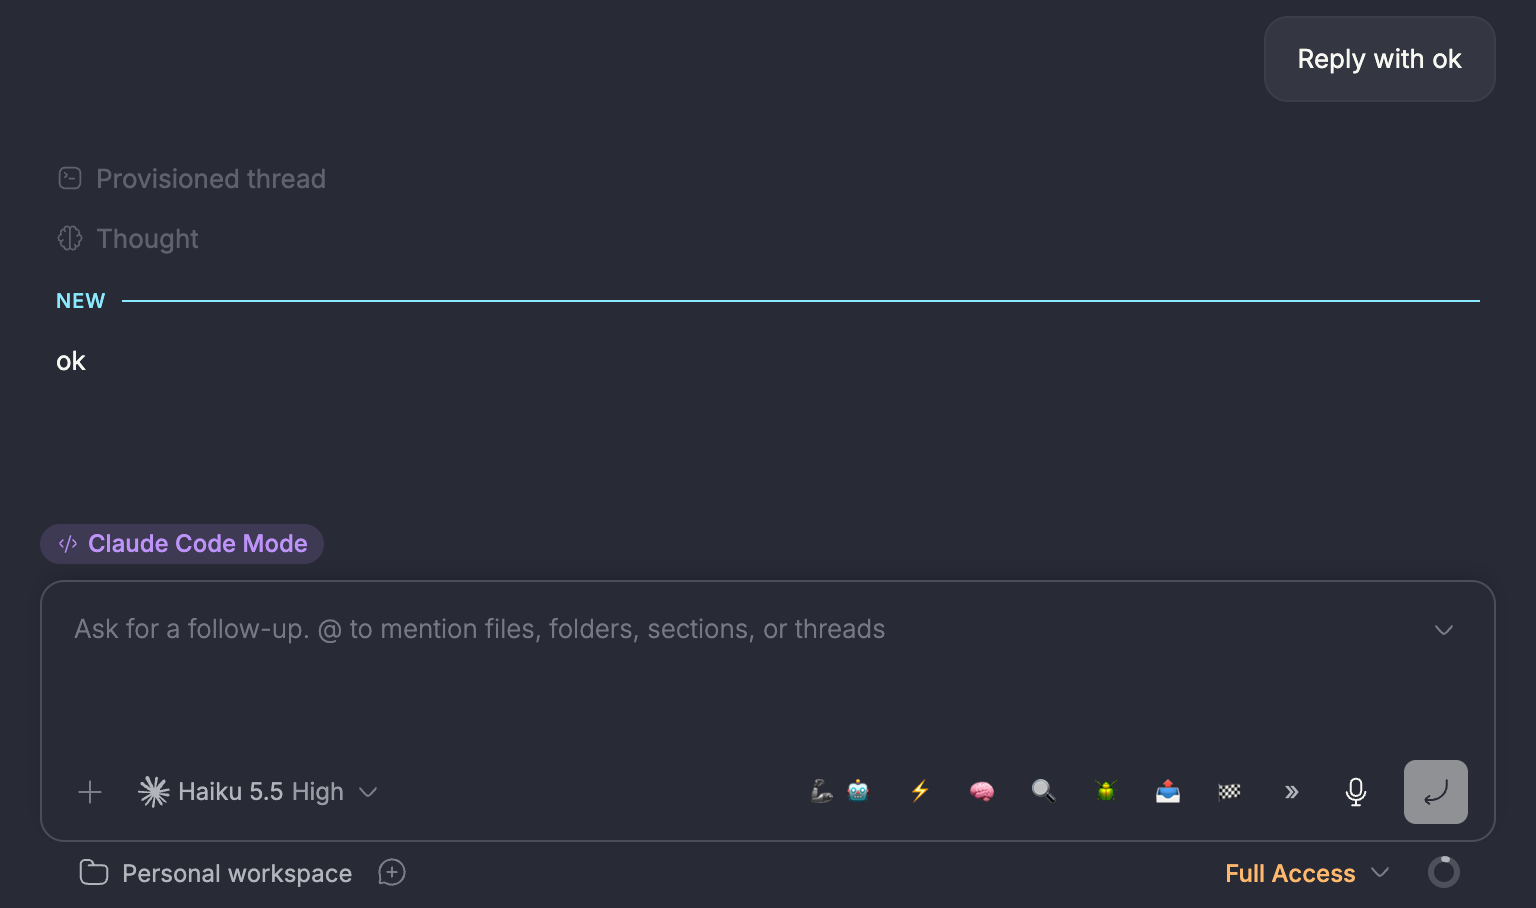 Reply with ok
Provisioned thread
Thought
NEW
ok
Claude Code Mode
Ask for a follow-up. @ to mention files, folders, sections, or threads
Haiku 5.5 High
Personal workspace
Full Access